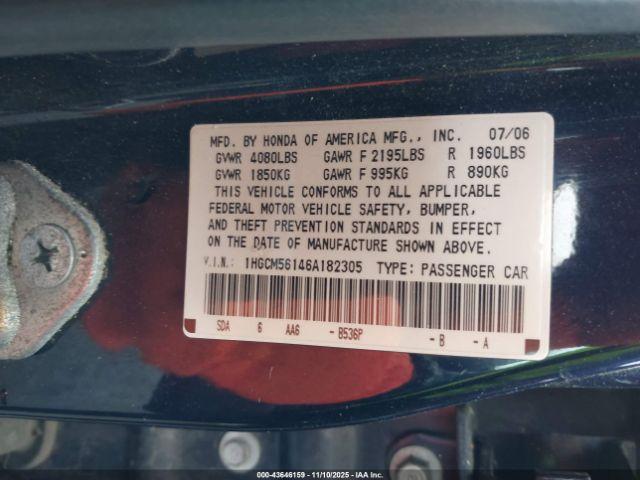 MFD. BY HONDA OF AMERICA MFG., INC. 07/06
GVWR 4080LBS GAWR F 2195LBS R 1960LBS
GVWR 1850KG GAWR F 995KG R 890KG
THIS VEHICLE CONFORMS TO ALL APPLICABLE
FEDERAL MOTOR VEHICLE SAFETY, BUMPER,
AND THEFT PREVENTION STANDARDS IN EFFECT
ON THE DATE OF MANUFACTURE SHOWN ABOVE.
V.I.N.: 1HGCM56146A182305 TYPE: PASSENGER CAR
SDA 6 AA6 -B536P -B -A
000-43646159 - 11/10/2025 - IAA Inc.